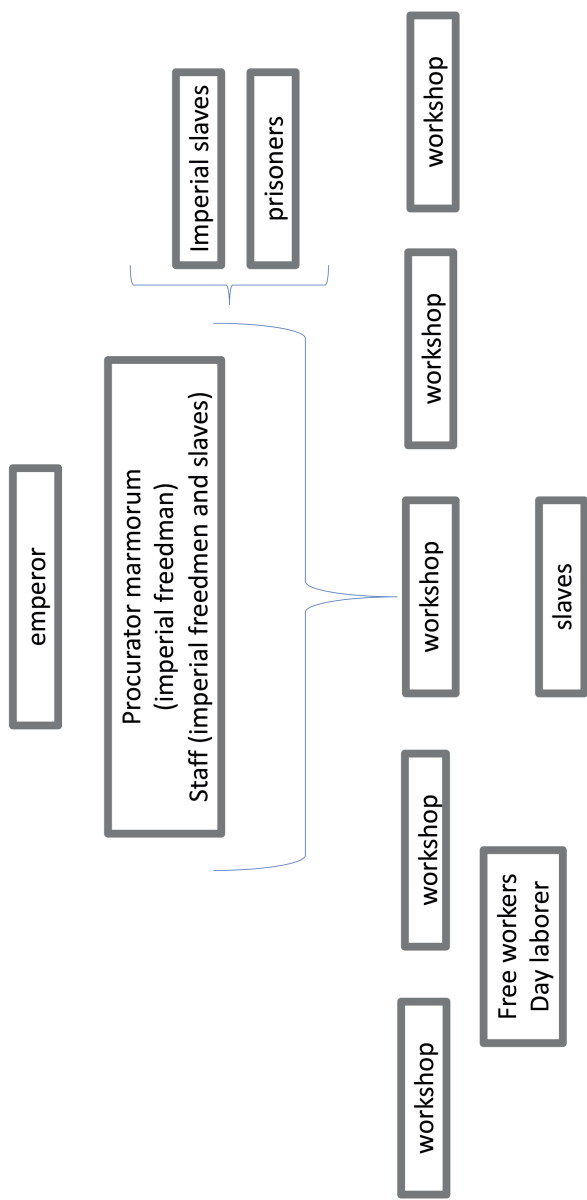 emperor
Procurator marmorum
(imperial freedman)
Staff (imperial freedmen and slaves)
Imperial slaves
prisoners
workshop
workshop
workshop
workshop
workshop
Free workers
Day laborer
slaves